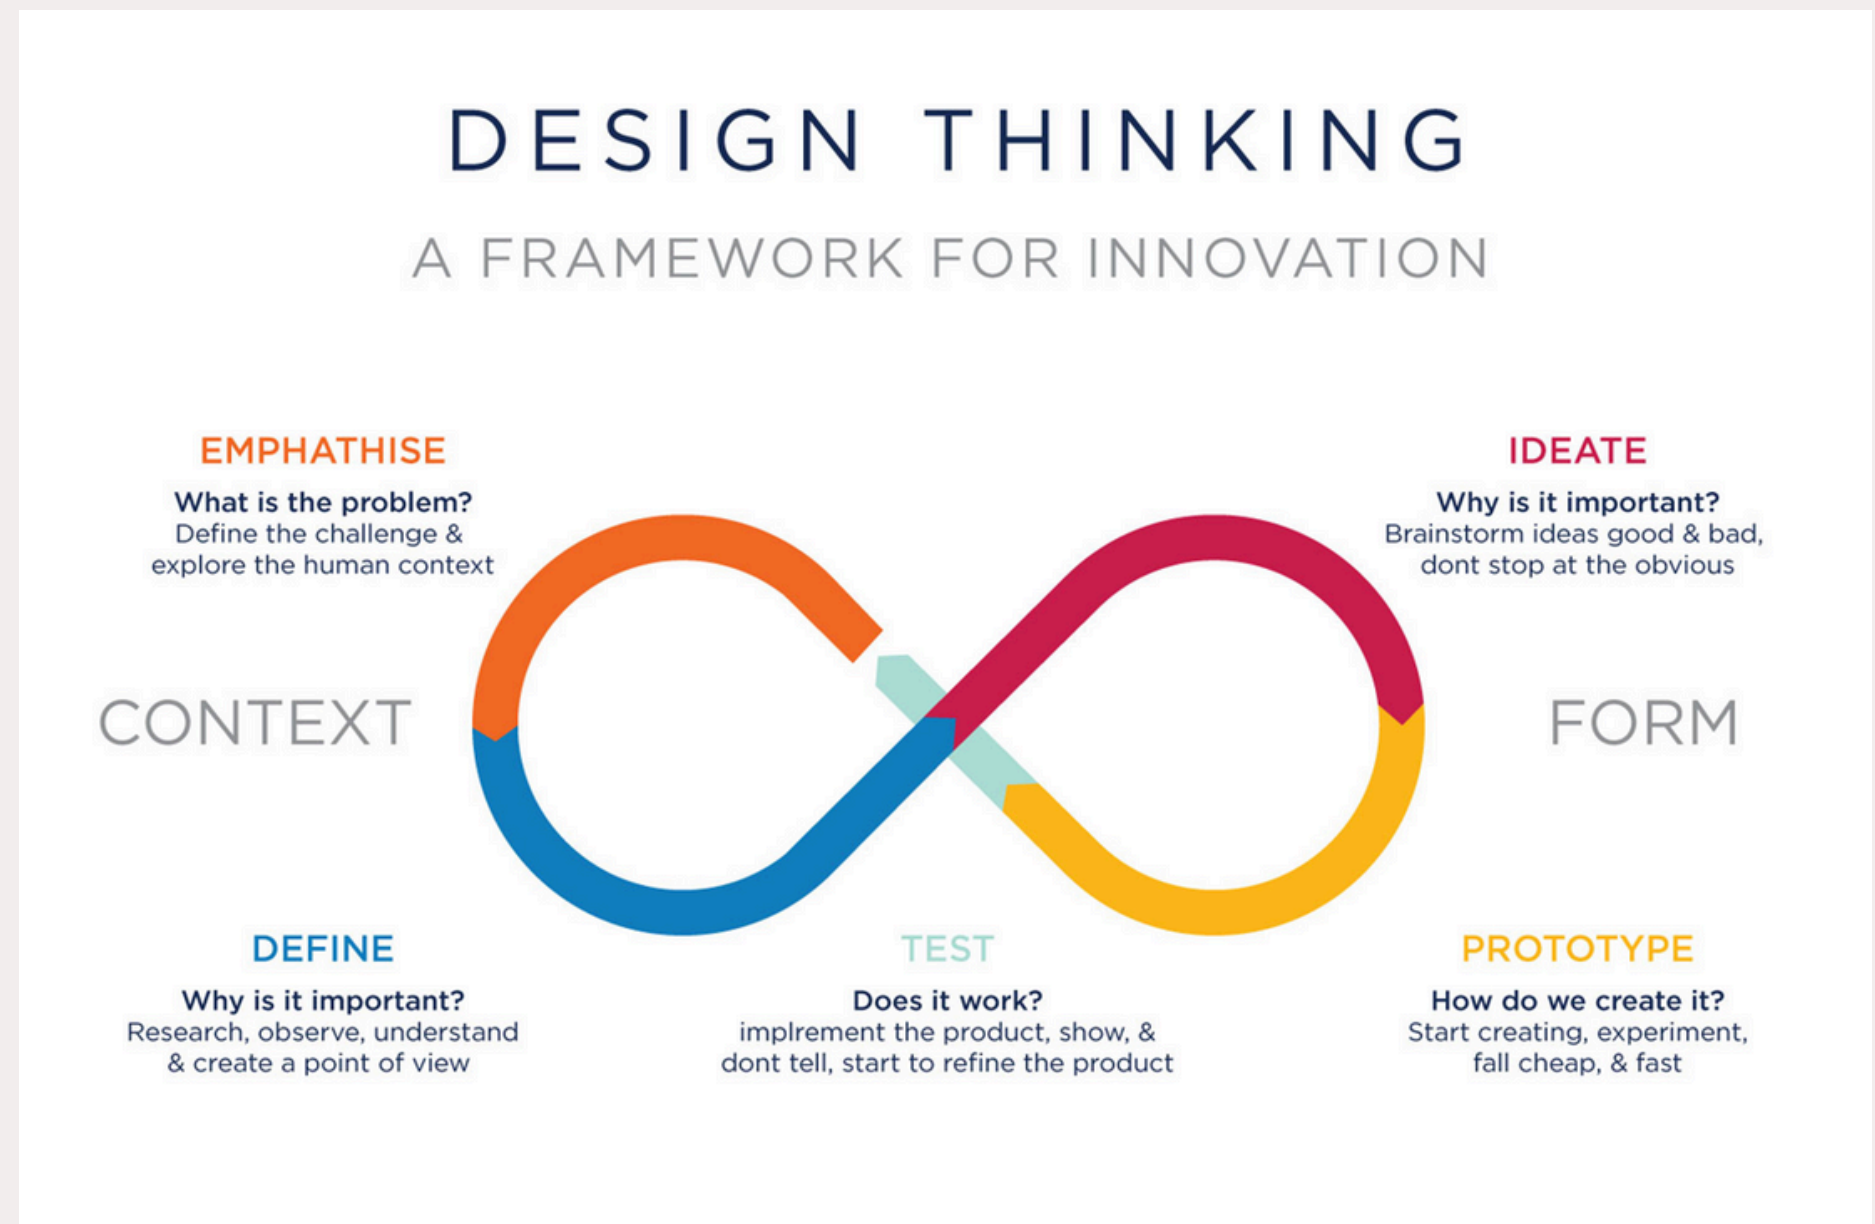 DESIGN THINKING
A FRAMEWORK FOR INNOVATION
EMPHATHISE
What is the problem?
Define the challenge &
explore the human context
IDEATE
Why is it important?
Brainstorm ideas good & bad,
dont stop at the obvious
CONTEXT
FORM
DEFINE
Why is it important?
Research, observe, understand
& create a point of view
TEST
Does it work?
implrement the product, show, &
dont tell, start to refine the product
PROTOTYPE
How do we create it?
Start creating, experiment,
fall cheap, & fast